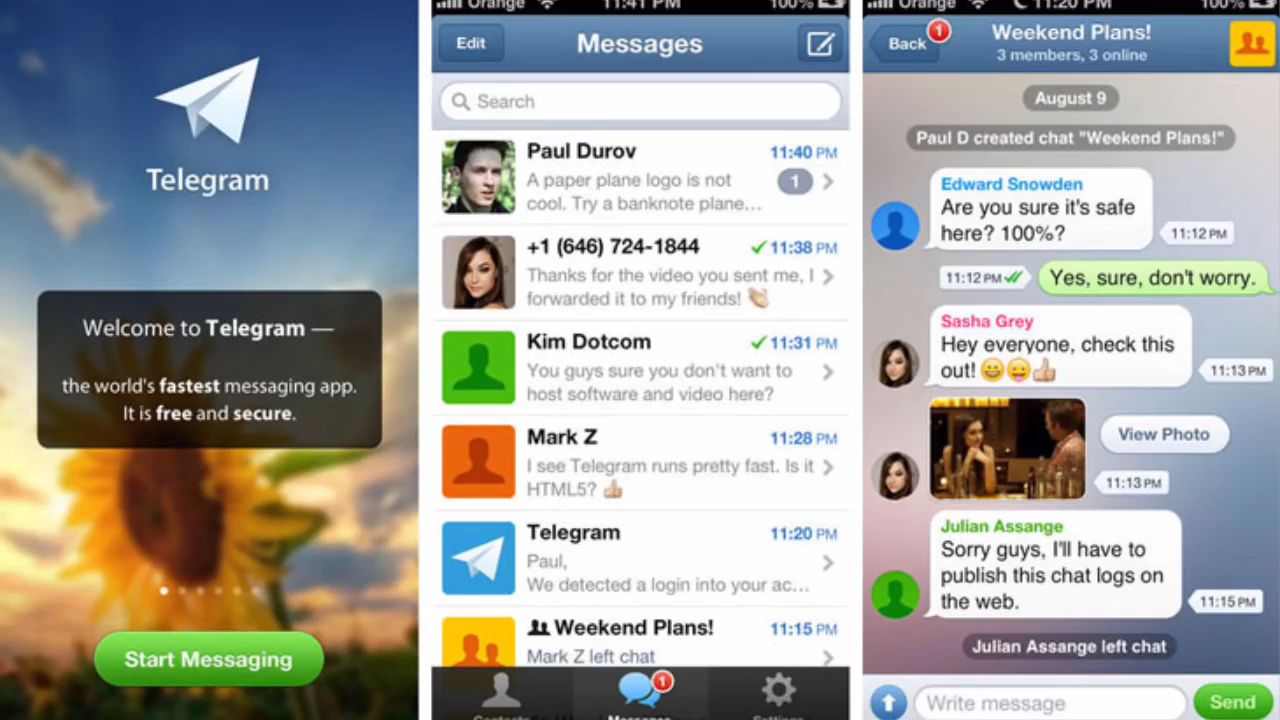 Telegram
Welcome to Telegram —
the world's fastest messaging app.
It is free and secure.
Start Messaging
Orange 11:41 PM 100%
Edit Messages
Search
Paul Durov 11:40 PM
A paper plane logo is not
cool. Try a banknote plane... 1
+1 (646) 724-1844 11:38 PM
Thanks for the video you sent me, I
forwarded it to my friends! 👏🏼
Kim Dotcom 11:31 PM
You guys sure you don't want to
host software and video here?
Mark Z 11:28 PM
I see Telegram runs pretty fast. Is it
HTML5? 👍🏼
Telegram 11:20 PM
Paul,
We detected a login into your ac...
Weekend Plans! 11:15 PM
Mark Z left chat
1
Contacts Messages Settings
Orange 11:20 PM 100%
Back 1 Weekend Plans!
3 members, 3 online
August 9
Paul D created chat "Weekend Plans!"
Edward Snowden
Are you sure it's safe
here? 100%? 11:12 PM
11:12 PM Yes, sure, don't worry.
Sasha Grey
Hey everyone, check this
out! 😀😛👍🏼 11:13 PM
View Photo
11:13 PM
Julian Assange
Sorry guys, I'll have to
publish this chat logs on
the web. 11:15 PM
Julian Assange left chat
Write message Send